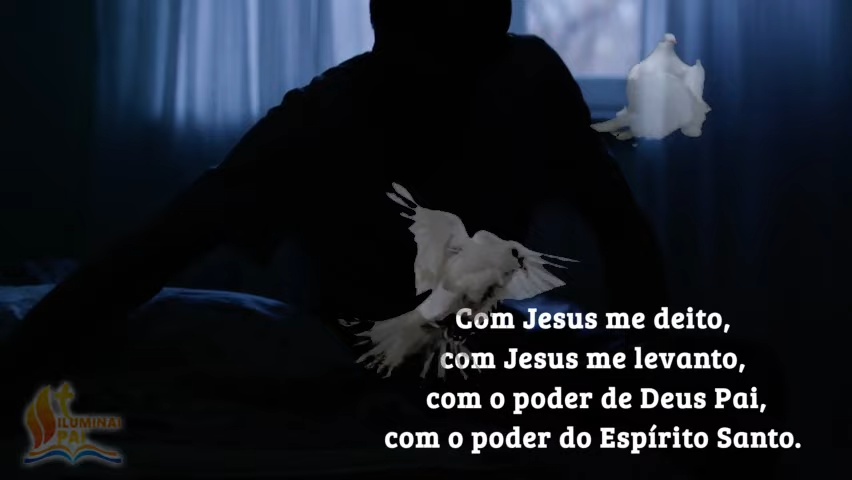 Com Jesus me deito,
com Jesus me levanto,
com o poder de Deus Pai,
com o poder do Espírito Santo.
ILUMINAI
PAI